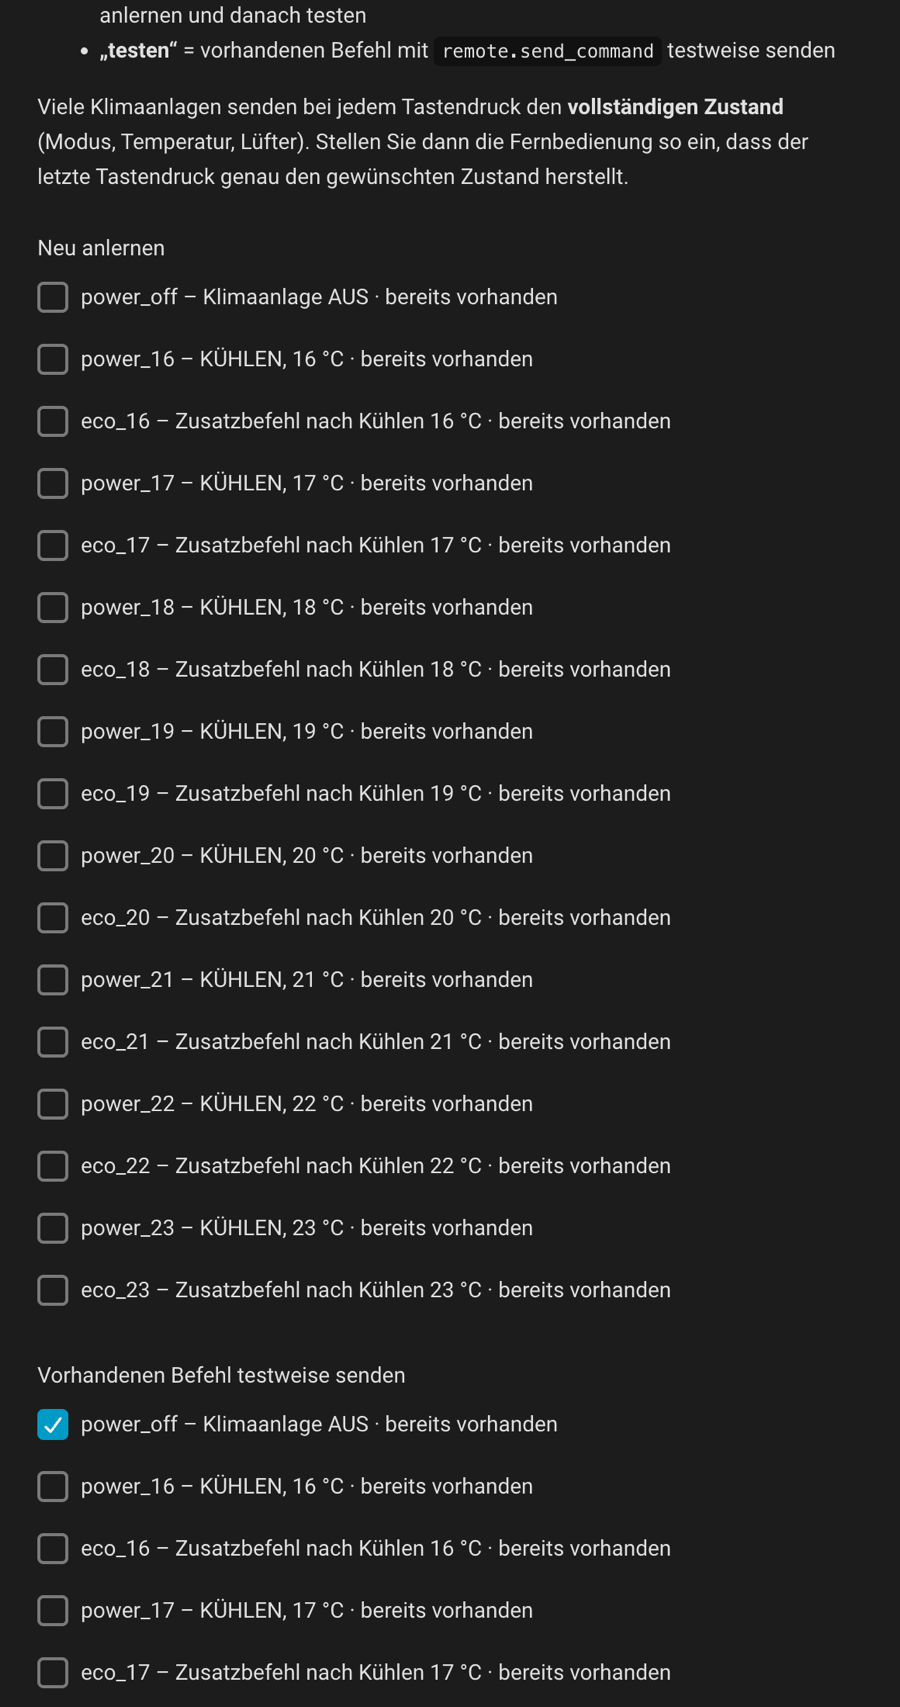 anlernen und danach testen
• „testen“ = vorhandenen Befehl mit remote.send_command testweise senden
Viele Klimaanlagen senden bei jedem Tastendruck den vollständigen Zustand
(Modus, Temperatur, Lüfter). Stellen Sie dann die Fernbedienung so ein, dass der
letzte Tastendruck genau den gewünschten Zustand herstellt.
Neu anlernen
power_off – Klimaanlage AUS · bereits vorhanden
power_16 – KÜHLEN, 16 °C · bereits vorhanden
eco_16 – Zusatzbefehl nach Kühlen 16 °C · bereits vorhanden
power_17 – KÜHLEN, 17 °C · bereits vorhanden
eco_17 – Zusatzbefehl nach Kühlen 17 °C · bereits vorhanden
power_18 – KÜHLEN, 18 °C · bereits vorhanden
eco_18 – Zusatzbefehl nach Kühlen 18 °C · bereits vorhanden
power_19 – KÜHLEN, 19 °C · bereits vorhanden
eco_19 – Zusatzbefehl nach Kühlen 19 °C · bereits vorhanden
power_20 – KÜHLEN, 20 °C · bereits vorhanden
eco_20 – Zusatzbefehl nach Kühlen 20 °C · bereits vorhanden
power_21 – KÜHLEN, 21 °C · bereits vorhanden
eco_21 – Zusatzbefehl nach Kühlen 21 °C · bereits vorhanden
power_22 – KÜHLEN, 22 °C · bereits vorhanden
eco_22 – Zusatzbefehl nach Kühlen 22 °C · bereits vorhanden
power_23 – KÜHLEN, 23 °C · bereits vorhanden
eco_23 – Zusatzbefehl nach Kühlen 23 °C · bereits vorhanden
Vorhandenen Befehl testweise senden
power_off – Klimaanlage AUS · bereits vorhanden
power_16 – KÜHLEN, 16 °C · bereits vorhanden
eco_16 – Zusatzbefehl nach Kühlen 16 °C · bereits vorhanden
power_17 – KÜHLEN, 17 °C · bereits vorhanden
eco_17 – Zusatzbefehl nach Kühlen 17 °C · bereits vorhanden